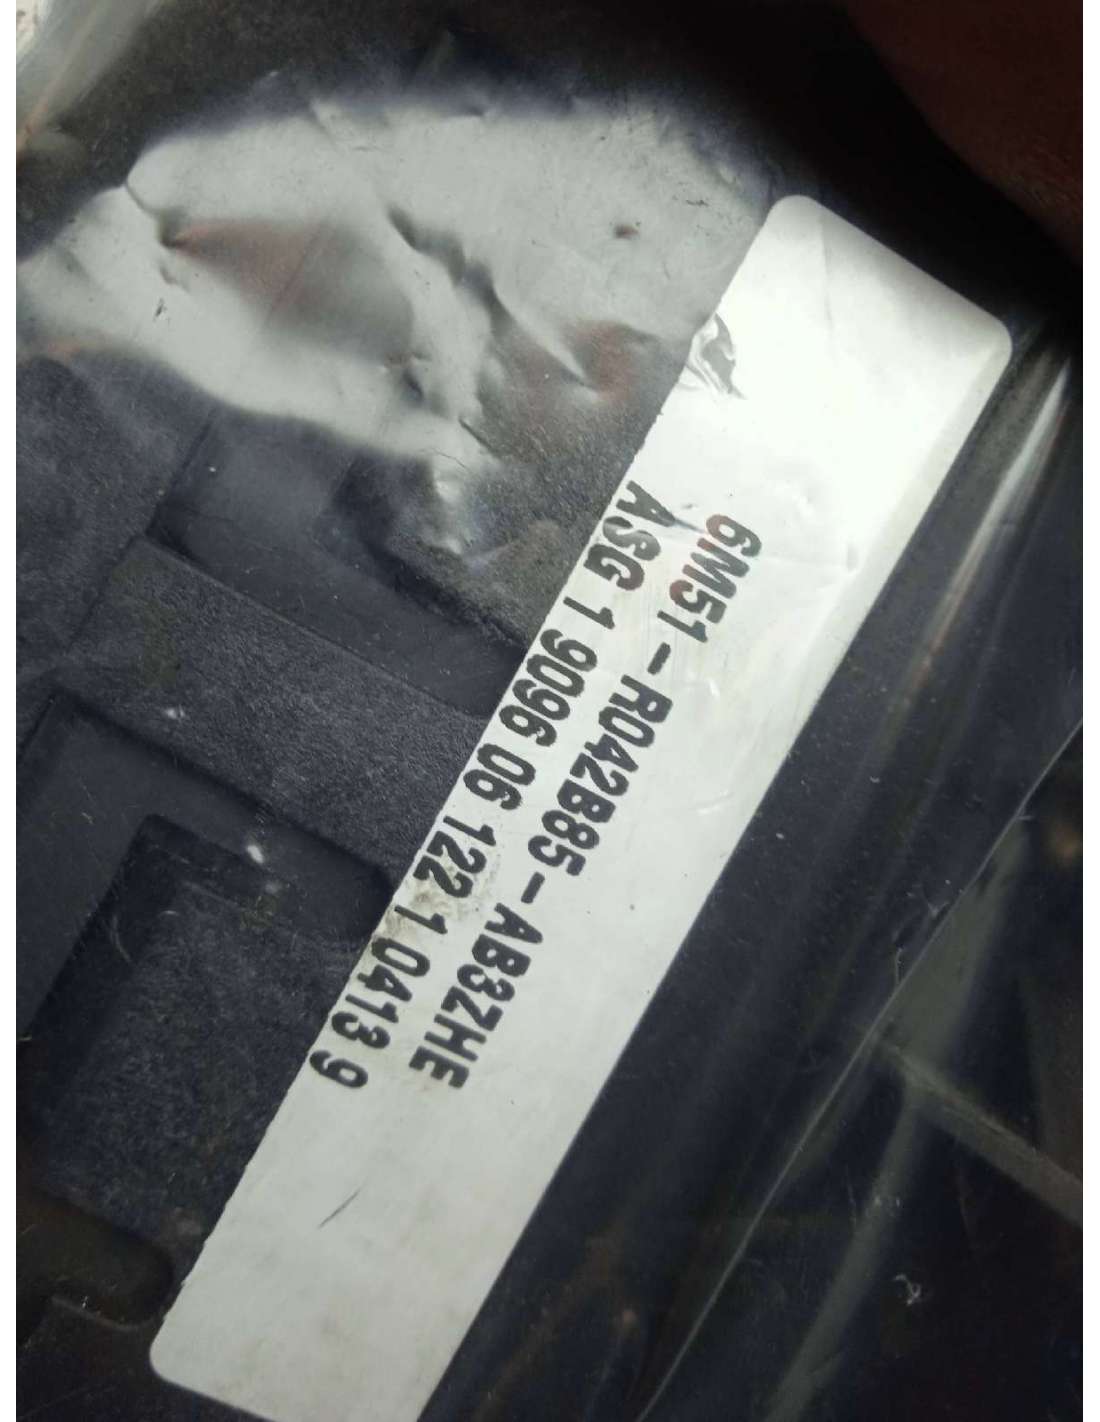 6M51-R042B85-AB3ZHE
ASG 1 9096 06 122 1 0413 9